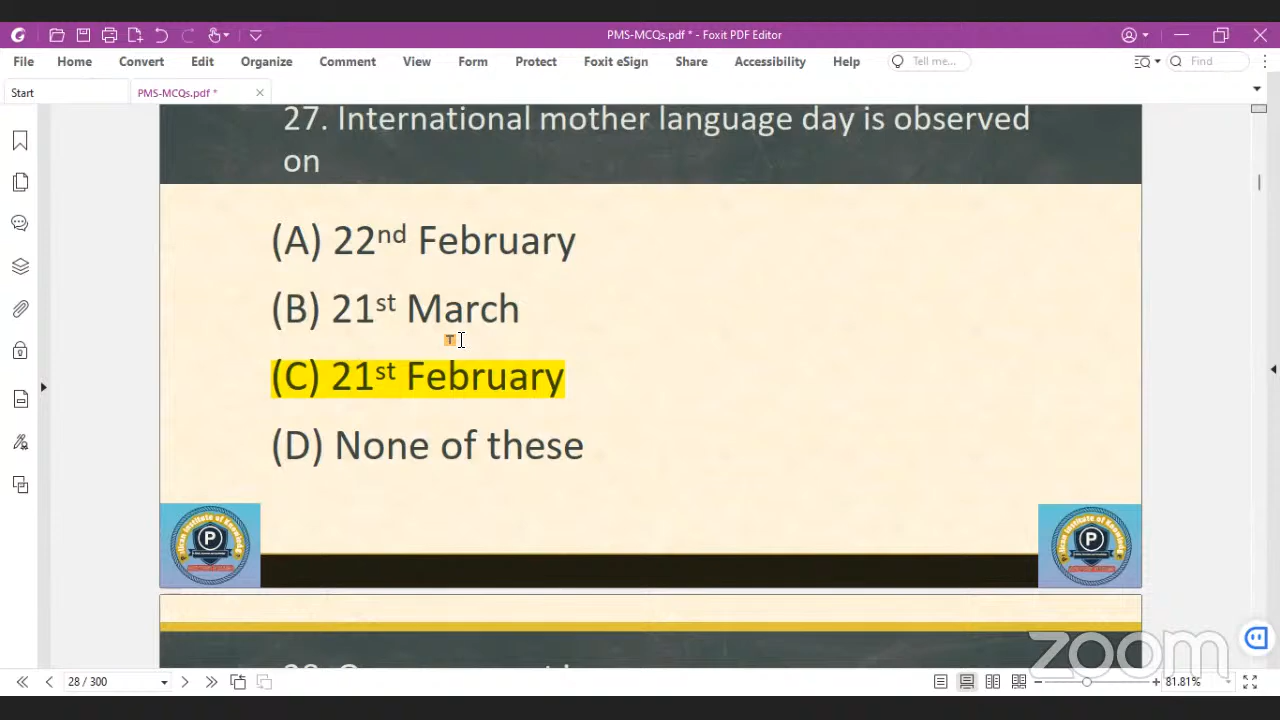 PMS-MCQs.pdf * - Foxit PDF Editor
File Home Convert Edit Organize Comment View Form Protect Foxit eSign Share Accessibility Help Tell me... Find
Start PMS-MCQs.pdf *
27. International mother language day is observed
on
(A) 22nd February
(B) 21st March
T
(C) 21st February
(D) None of these
P
P
zoom
28 / 300 81.81%